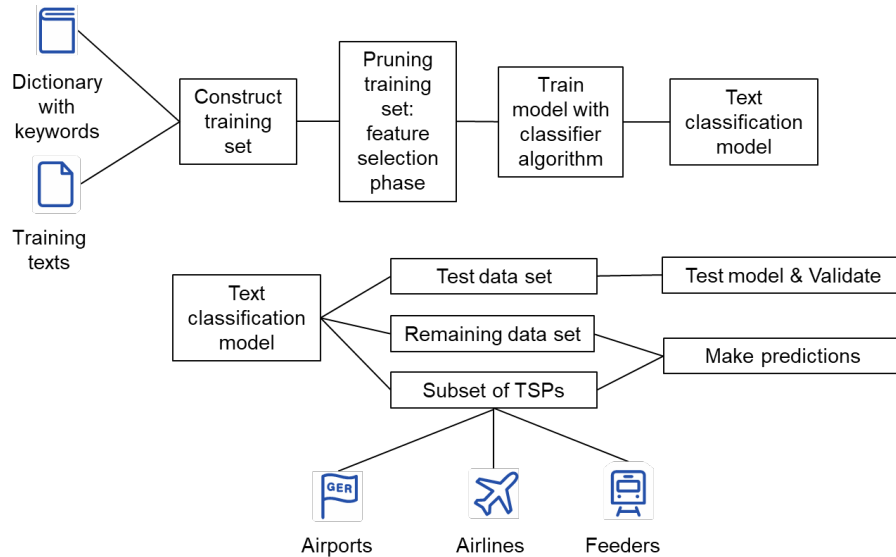 Dictionary
with
keywords
Training
texts
Construct
training
set
Pruning
training
set:
feature
selection
phase
Train
model with
classifier
algorithm
Text
classification
model
Text
classification
model
Test data set
Remaining data set
Subset of TSPs
Test model & Validate
Make predictions
GER
Airports
Airlines
Feeders